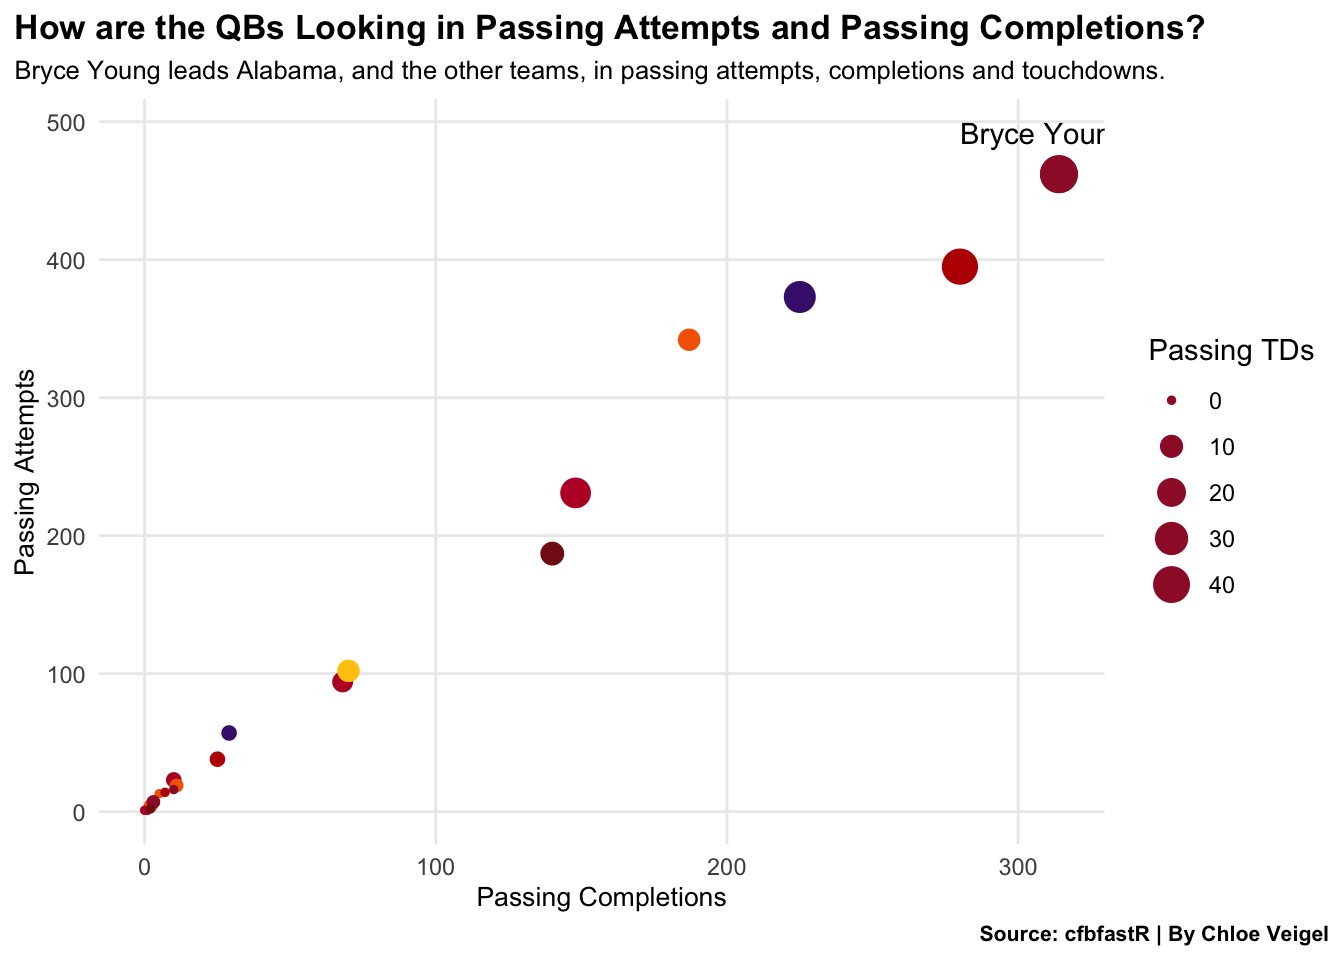 How are the QBs Looking in Passing Attempts and Passing Completions?
Bryce Young leads Alabama, and the other teams, in passing attempts, completions and touchdowns.
500
400
300
200
100
0
Passing Attempts
Bryce Your
0
100
200
300
Passing Completions
Passing TDs
0
10
20
30
40
Source: cfbfastR | By Chloe Veigel